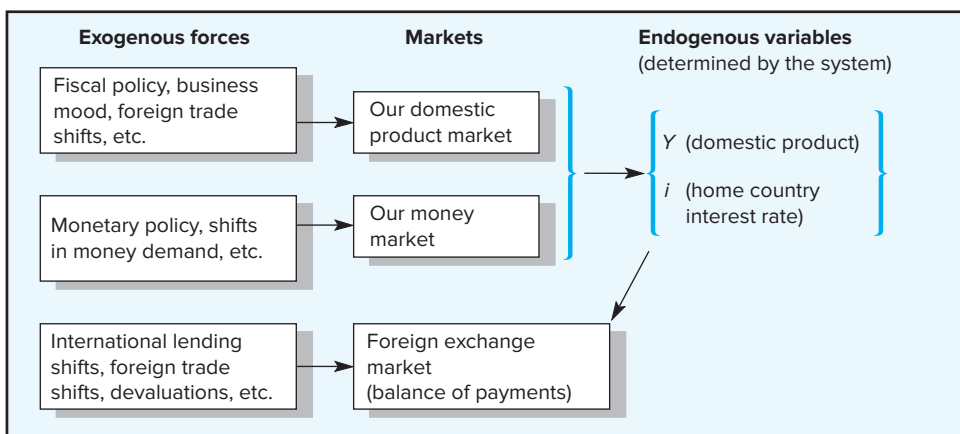 Exogenous forces
Markets
Endogenous variables
(determined by the system)
Fiscal policy, business
mood, foreign trade
shifts, etc.
Our domestic
product market
Y (domestic product)
i (home country
interest rate)
Monetary policy, shifts
in money demand, etc.
Our money
market
International lending
shifts, foreign trade
shifts, devaluations, etc.
Foreign exchange
market
(balance of payments)